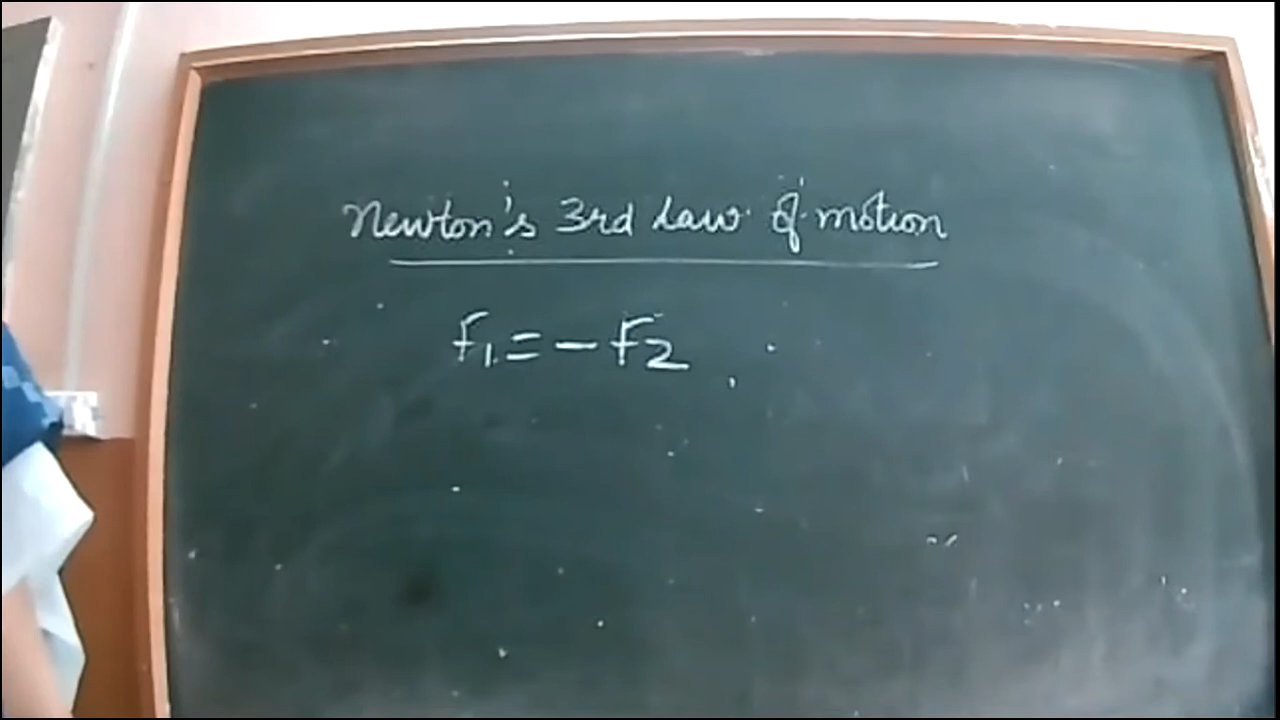 Newton's 3rd Law of motion
F₁ = - F₂